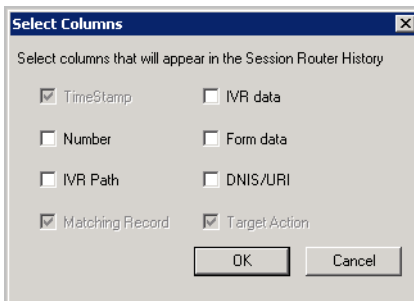 Select Columns
Select columns that will appear in the Session Router History
TimeStamp
IVR data
Number
Form data
IVR Path
DNIS/URI
Matching Record
Target Action
OK
Cancel